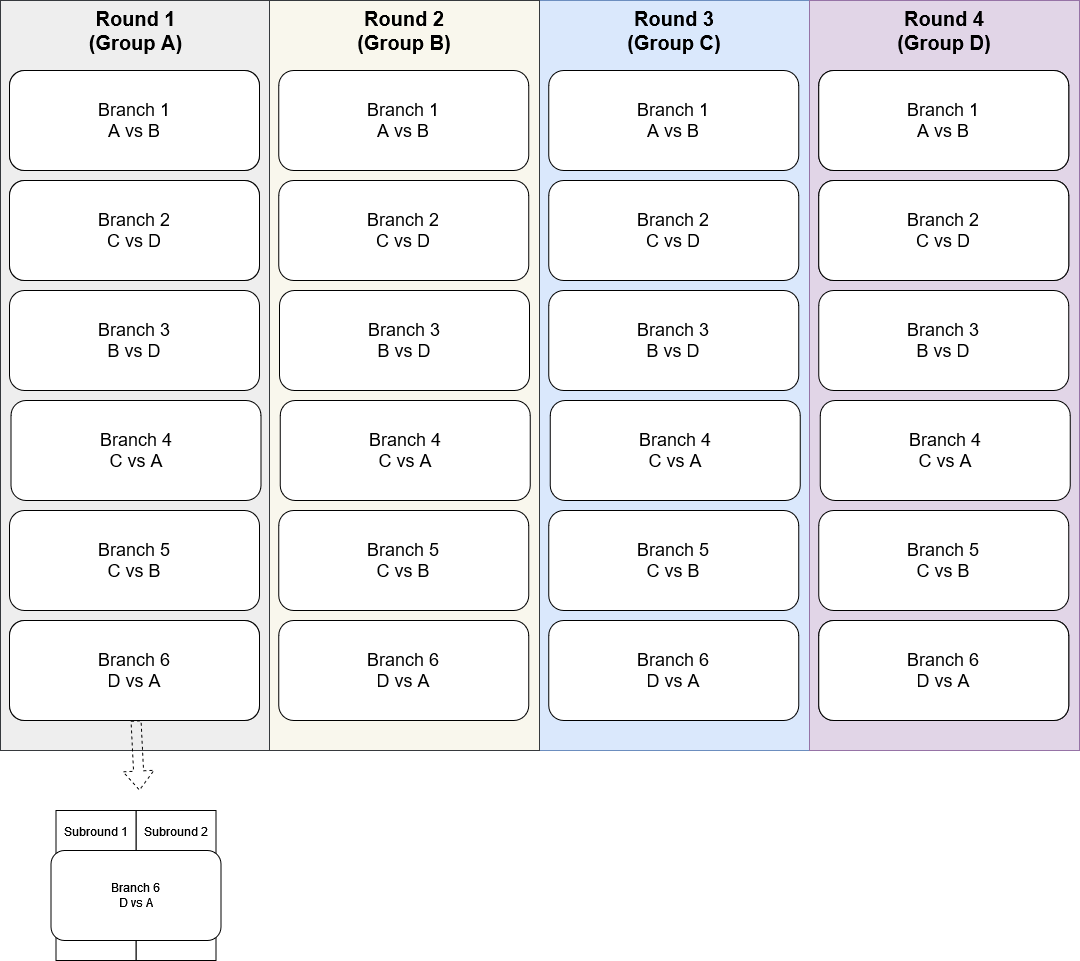 Round 1
(Group A)
Branch 1
A vs B
Branch 2
C vs D
Branch 3
B vs D
Branch 4
C vs A
Branch 5
C vs B
Branch 6
D vs A
Round 2
(Group B)
Branch 1
A vs B
Branch 2
C vs D
Branch 3
B vs D
Branch 4
C vs A
Branch 5
C vs B
Branch 6
D vs A
Round 3
(Group C)
Branch 1
A vs B
Branch 2
C vs D
Branch 3
B vs D
Branch 4
C vs A
Branch 5
C vs B
Branch 6
D vs A
Round 4
(Group D)
Branch 1
A vs B
Branch 2
C vs D
Branch 3
B vs D
Branch 4
C vs A
Branch 5
C vs B
Branch 6
D vs A
Subround 1
Subround 2
Branch 6
D vs A